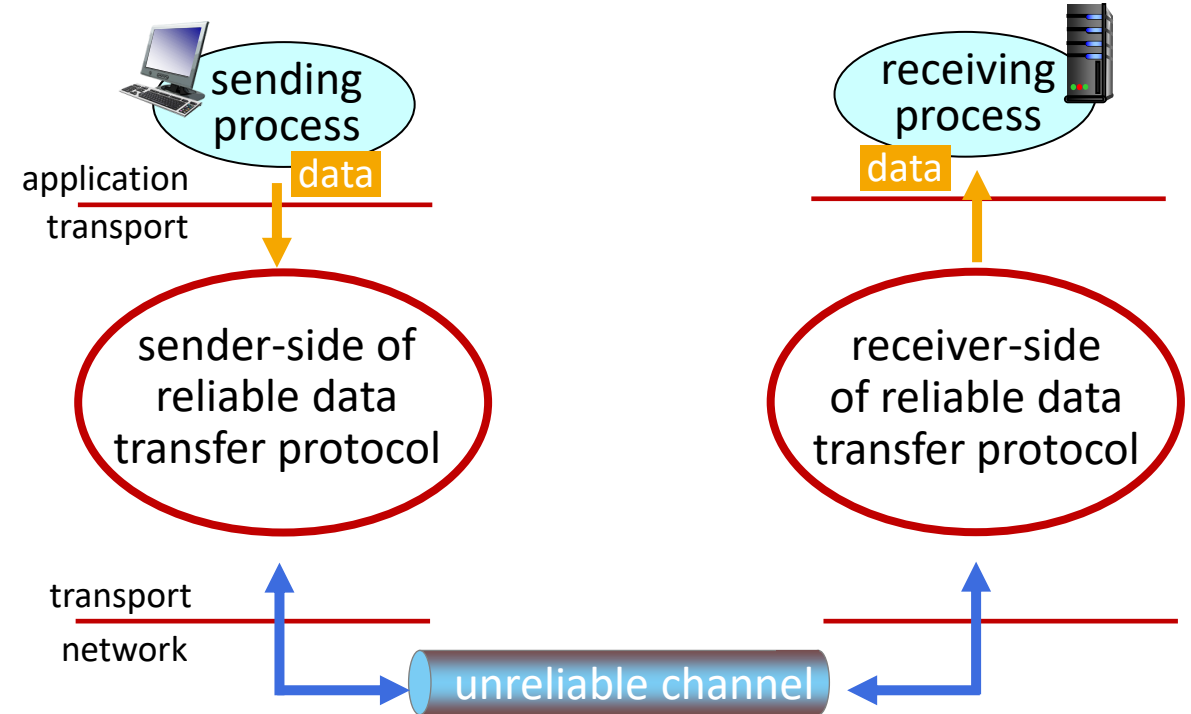 sending
process
data
application
transport
receiving
process
data
sender-side of
reliable data
transfer protocol
receiver-side
of reliable data
transfer protocol
transport
network
unreliable channel